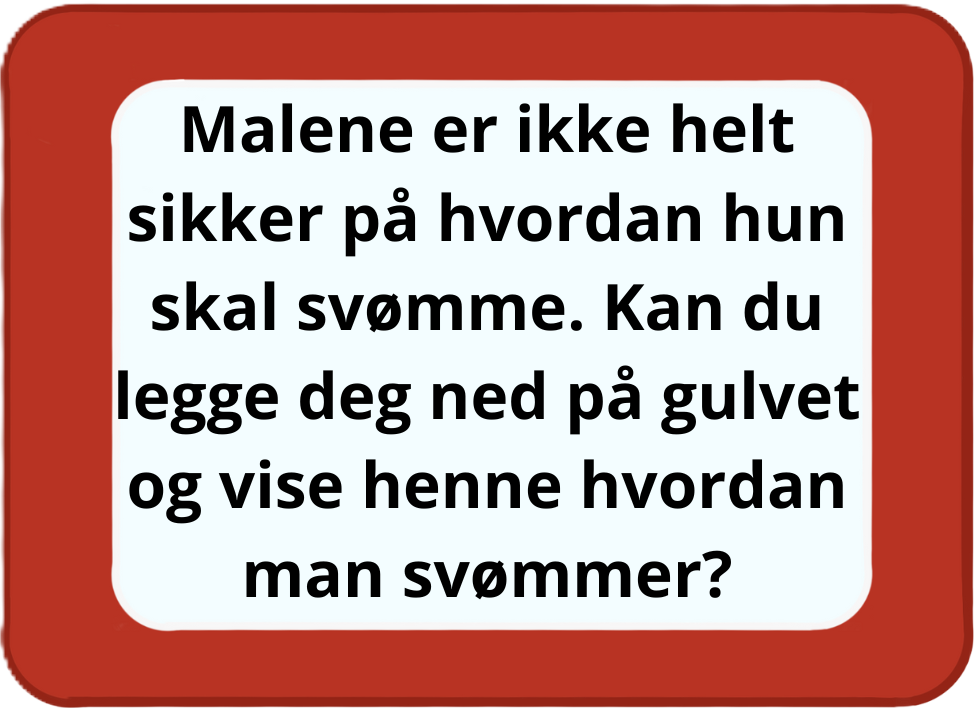 Malene er ikke helt
sikker på hvordan hun
skal svømme. Kan du
legge deg ned på gulvet
og vise henne hvordan
man svømmer?